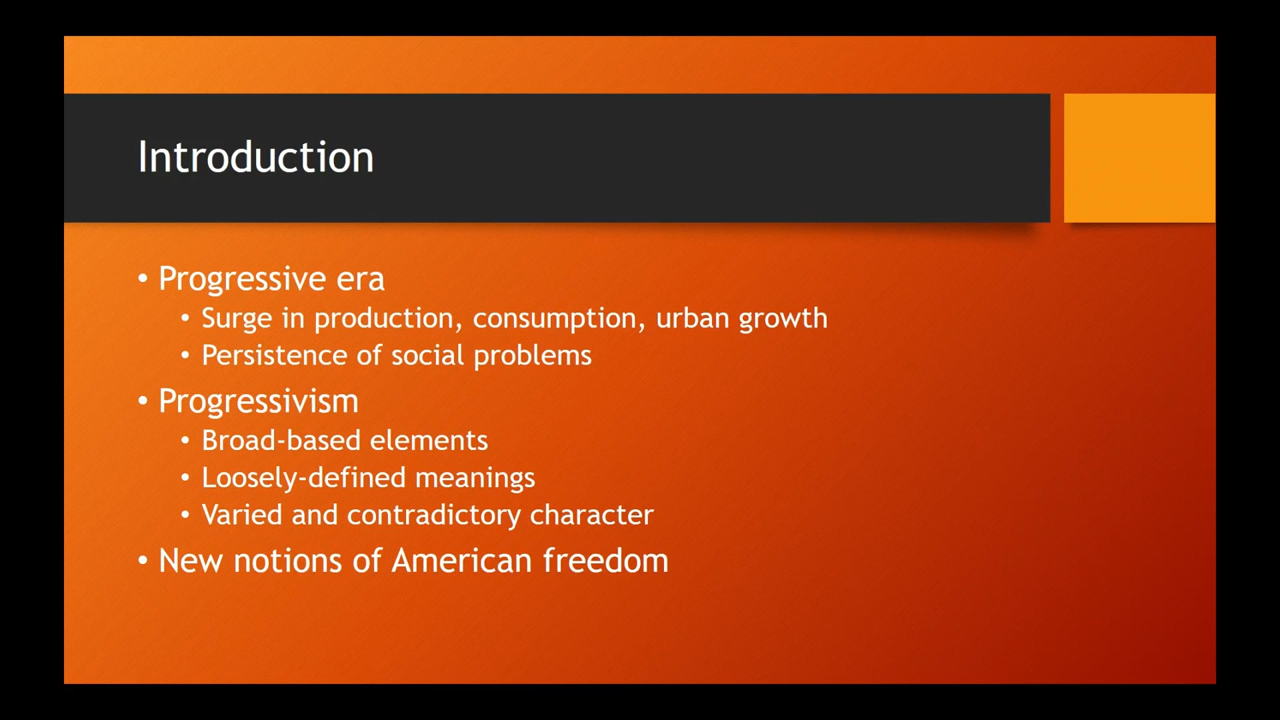 Introduction
• Progressive era
• Surge in production, consumption, urban growth
• Persistence of social problems
• Progressivism
• Broad-based elements
• Loosely-defined meanings
• Varied and contradictory character
• New notions of American freedom